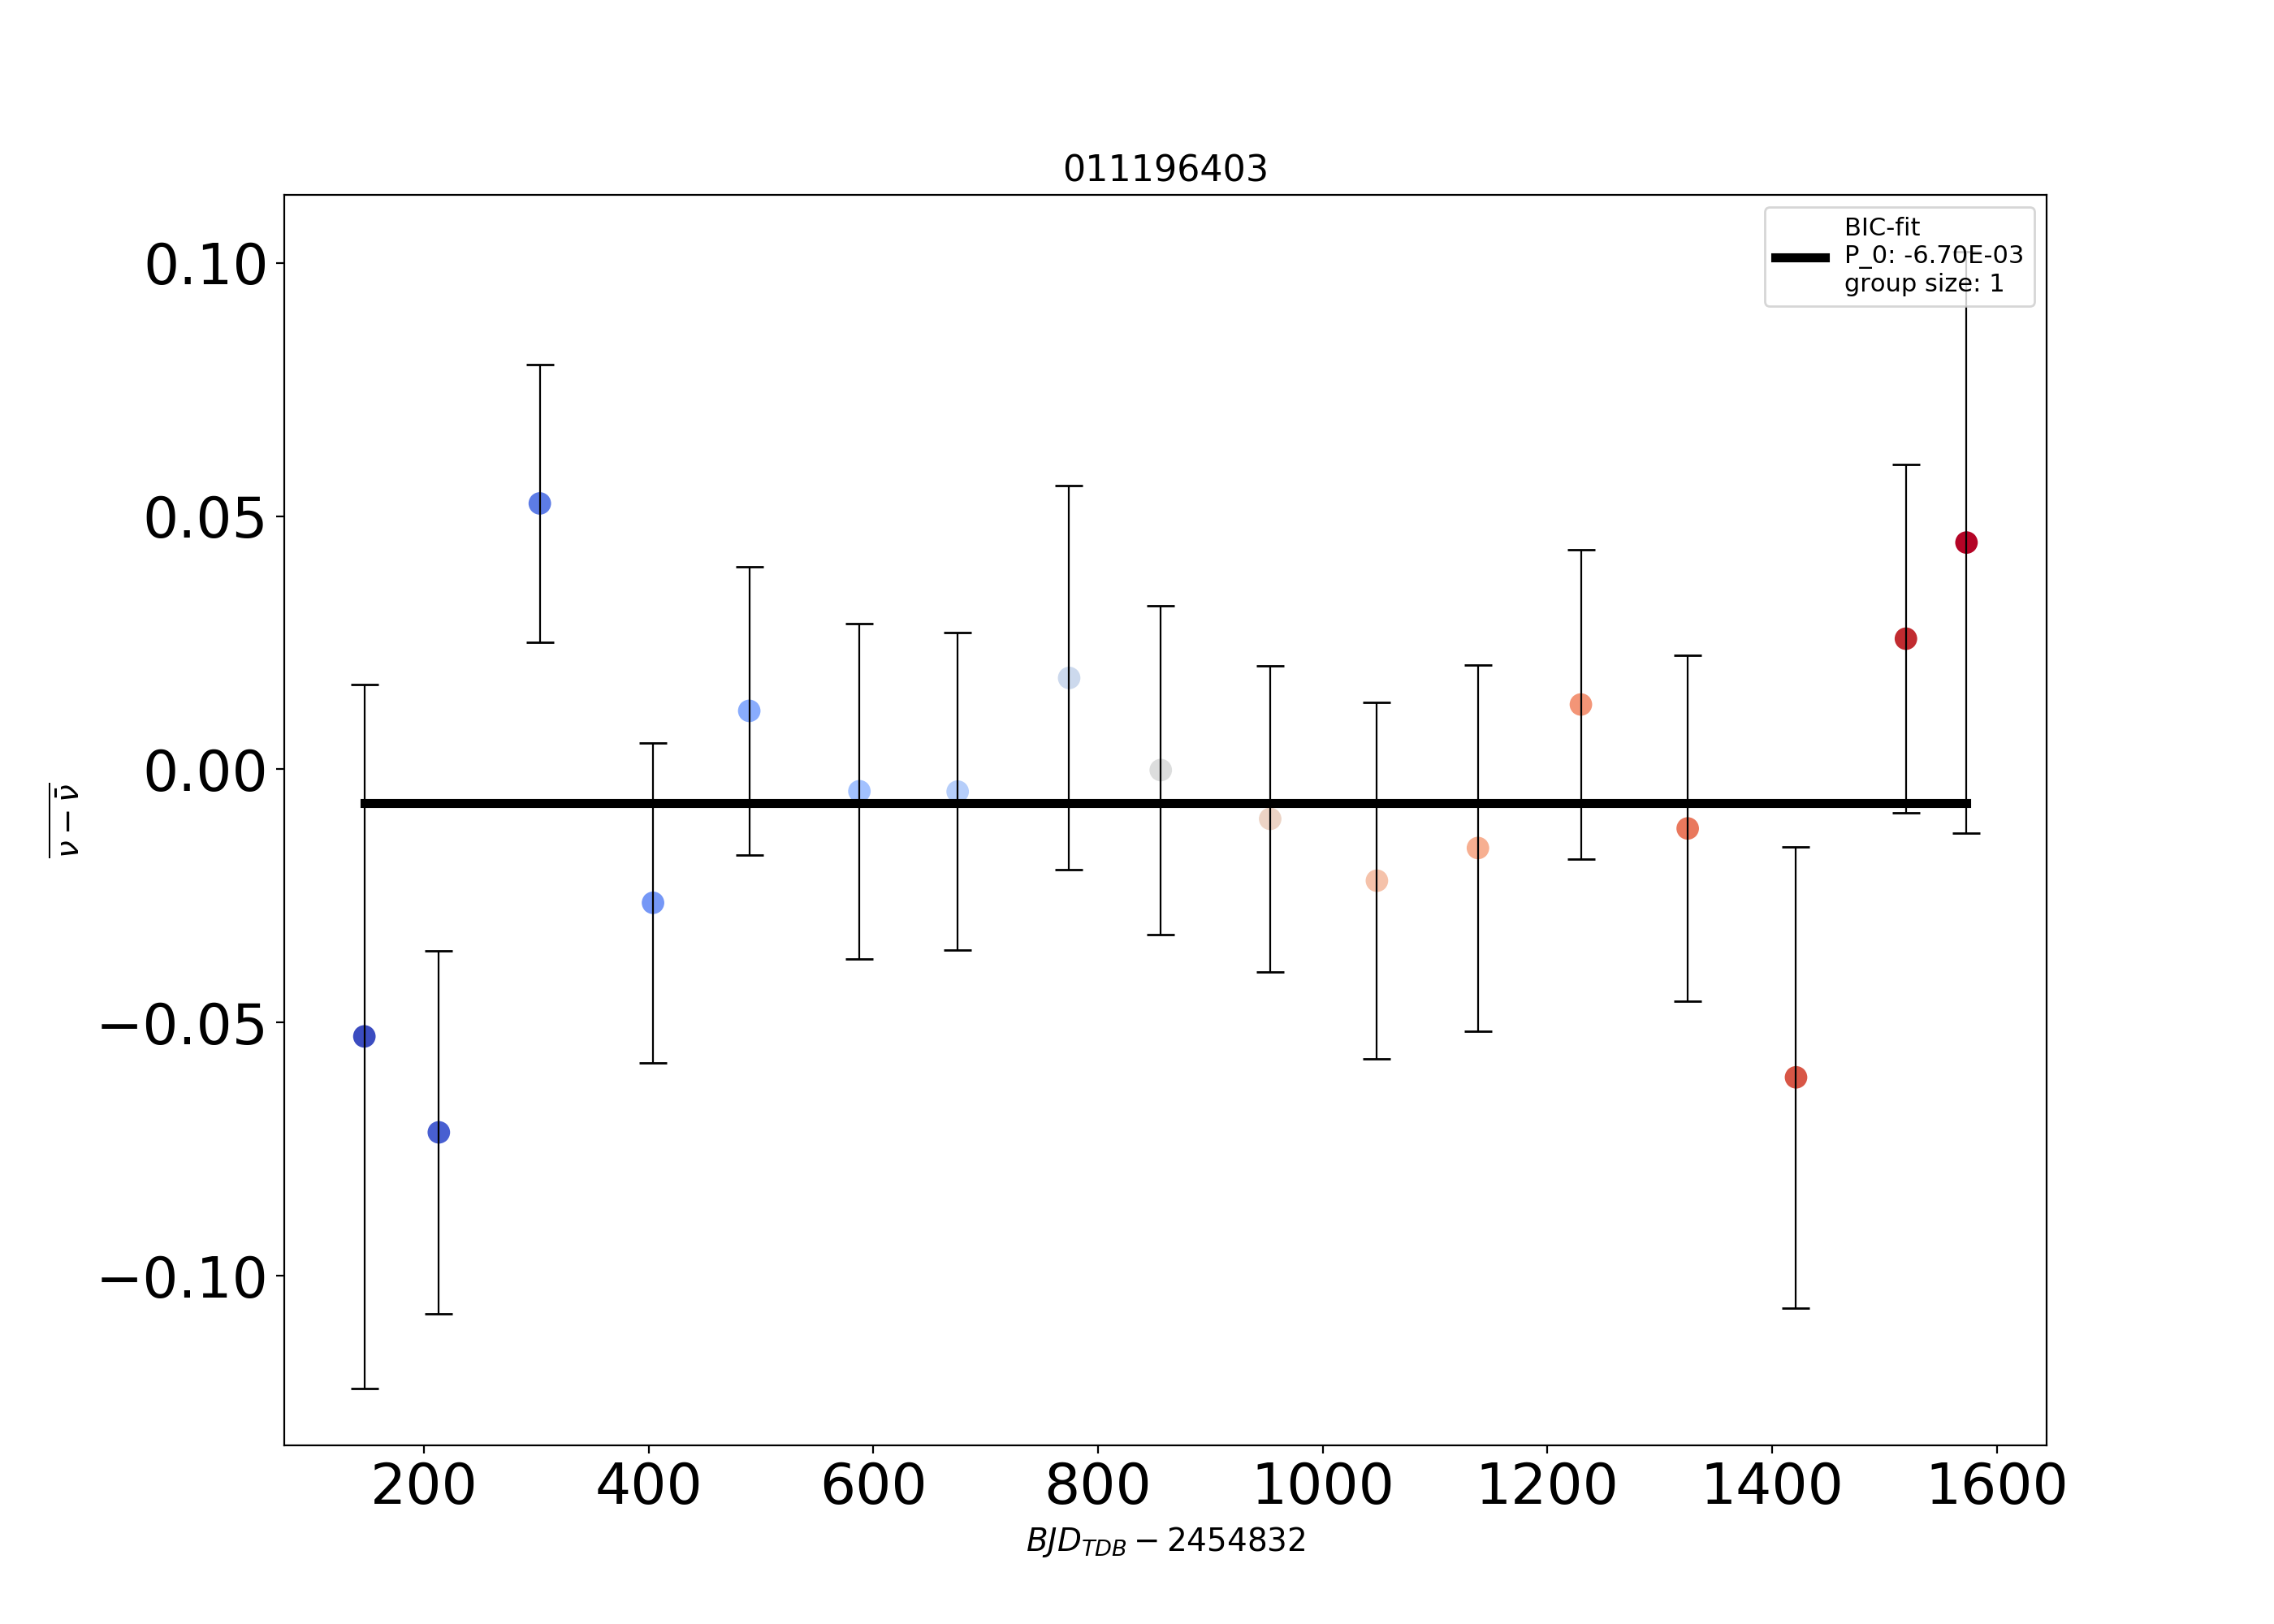 011196403
BIC-fit
P_0: -6.70E-03
group size: 1
0.10
0.05
0.00
−0.05
−0.10
ν − ν̄
200 400 600 800 1000 1200 1400 1600
BJD_TDB − 2454832